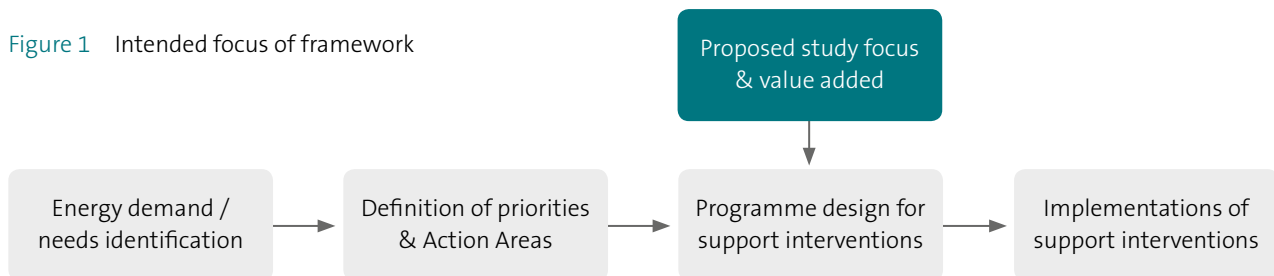 Figure 1 Intended focus of framework
Proposed study focus
& value added
Energy demand /
needs identification
Definition of priorities
& Action Areas
Programme design for
support interventions
Implementations of
support interventions